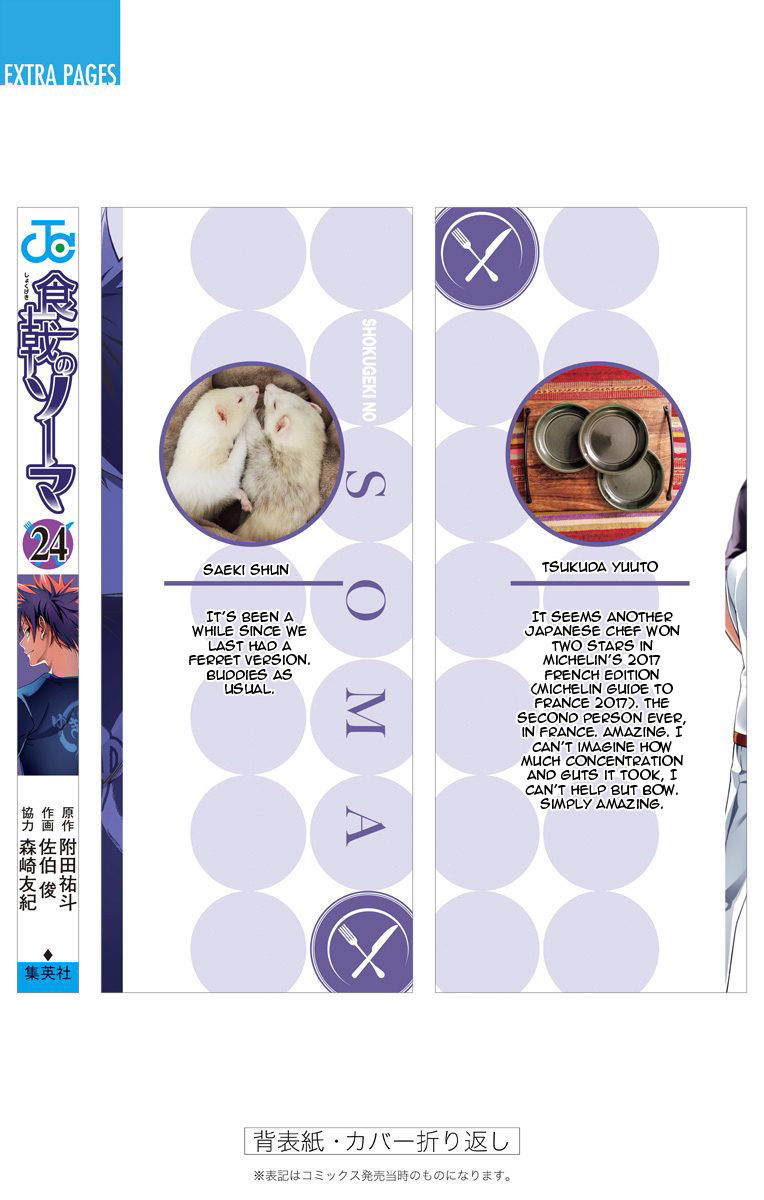 EXTRA PAGES
JC
しょくげき
食戟のソーマ
24
ゆきひら
原作 附田祐斗
作画 佐伯 俊
協力 森崎友紀
集英社
SHOKUGEKI NO
SOMA
SAEKI SHUN
IT'S BEEN A
WHILE SINCE WE
LAST HAD A
FERRET VERSION.
BUDDIES AS
USUAL.
TSUKUDA YUUTO
IT SEEMS ANOTHER
JAPANESE CHEF WON
TWO STARS IN
MICHELIN'S 2017
FRENCH EDITION
(MICHELIN GUIDE TO
FRANCE 2017). THE
SECOND PERSON EVER,
IN FRANCE. AMAZING. I
CAN'T IMAGINE HOW
MUCH CONCENTRATION
AND GUTS IT TOOK, I
CAN'T HELP BUT BOW.
SIMPLY AMAZING.
背表紙・カバー折り返し
※表記はコミックス発売当時のものになります。